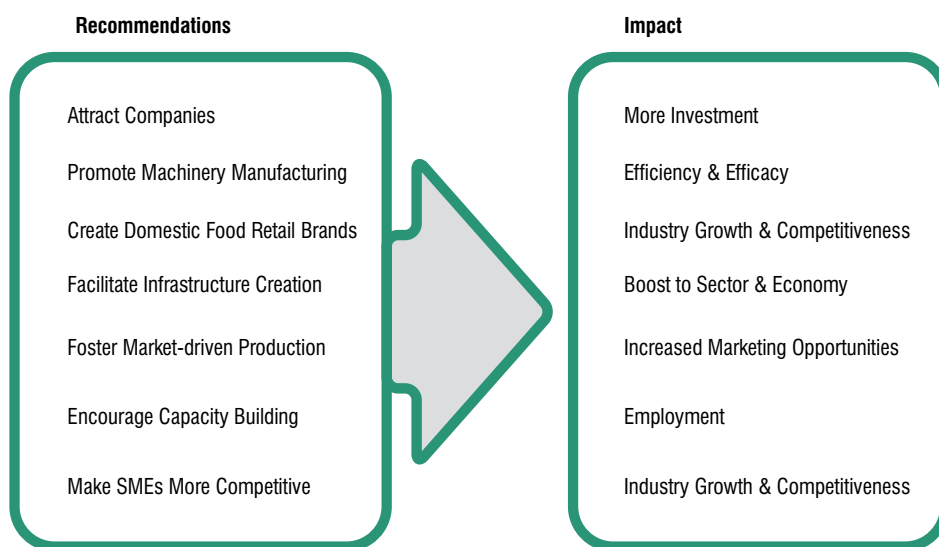 Recommendations
Impact
Attract Companies
More Investment
Promote Machinery Manufacturing
Efficiency & Efficacy
Create Domestic Food Retail Brands
Industry Growth & Competitiveness
Facilitate Infrastructure Creation
Boost to Sector & Economy
Foster Market-driven Production
Increased Marketing Opportunities
Encourage Capacity Building
Employment
Make SMEs More Competitive
Industry Growth & Competitiveness